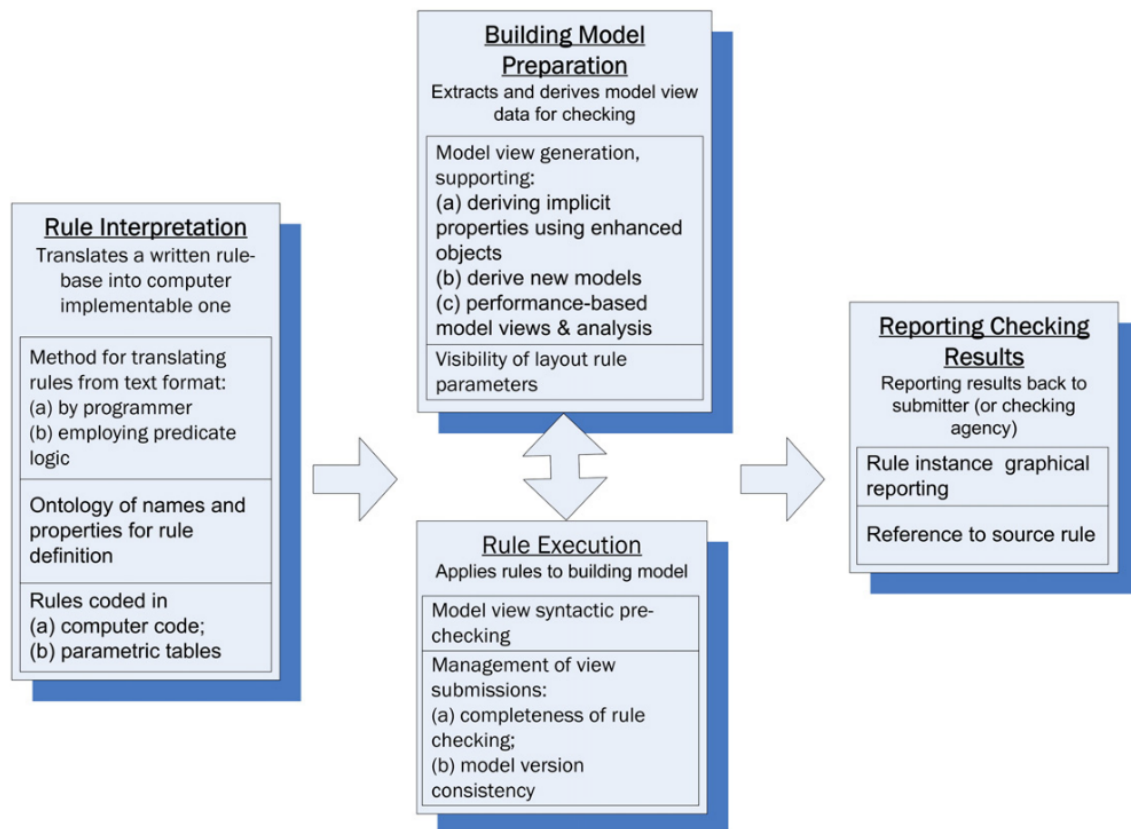 Rule Interpretation
Translates a written rule-
base into computer
implementable one
Method for translating
rules from text format:
(a) by programmer
(b) employing predicate
logic
Ontology of names and
properties for rule
definition
Rules coded in
(a) computer code;
(b) parametric tables
Building Model
Preparation
Extracts and derives model view
data for checking
Model view generation,
supporting:
(a) deriving implicit
properties using enhanced
objects
(b) derive new models
(c) performance-based
model views & analysis
Visibility of layout rule
parameters
Rule Execution
Applies rules to building model
Model view syntactic pre-
checking
Management of view
submissions:
(a) completeness of rule
checking;
(b) model version
consistency
Reporting Checking
Results
Reporting results back to
submitter (or checking
agency)
Rule instance graphical
reporting
Reference to source rule